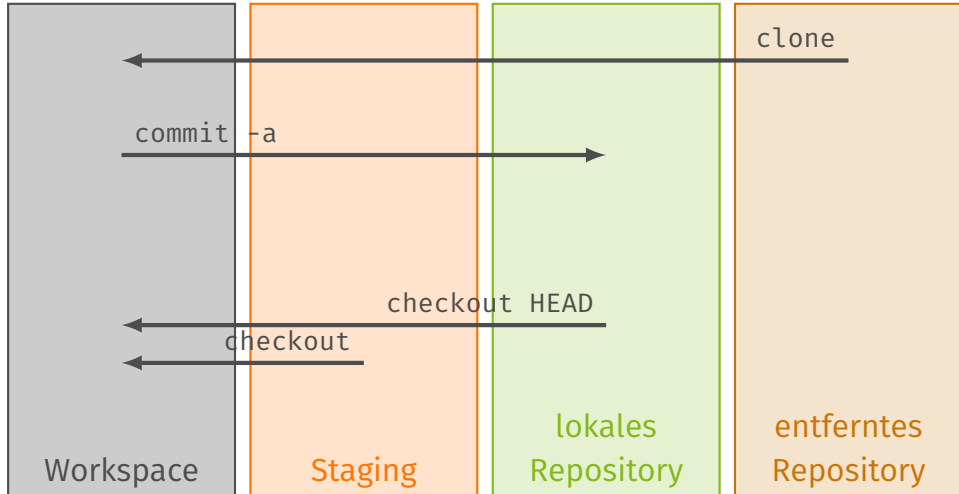 clone
commit -a
checkout HEAD
checkout
Workspace
Staging
lokales
Repository
entferntes
Repository